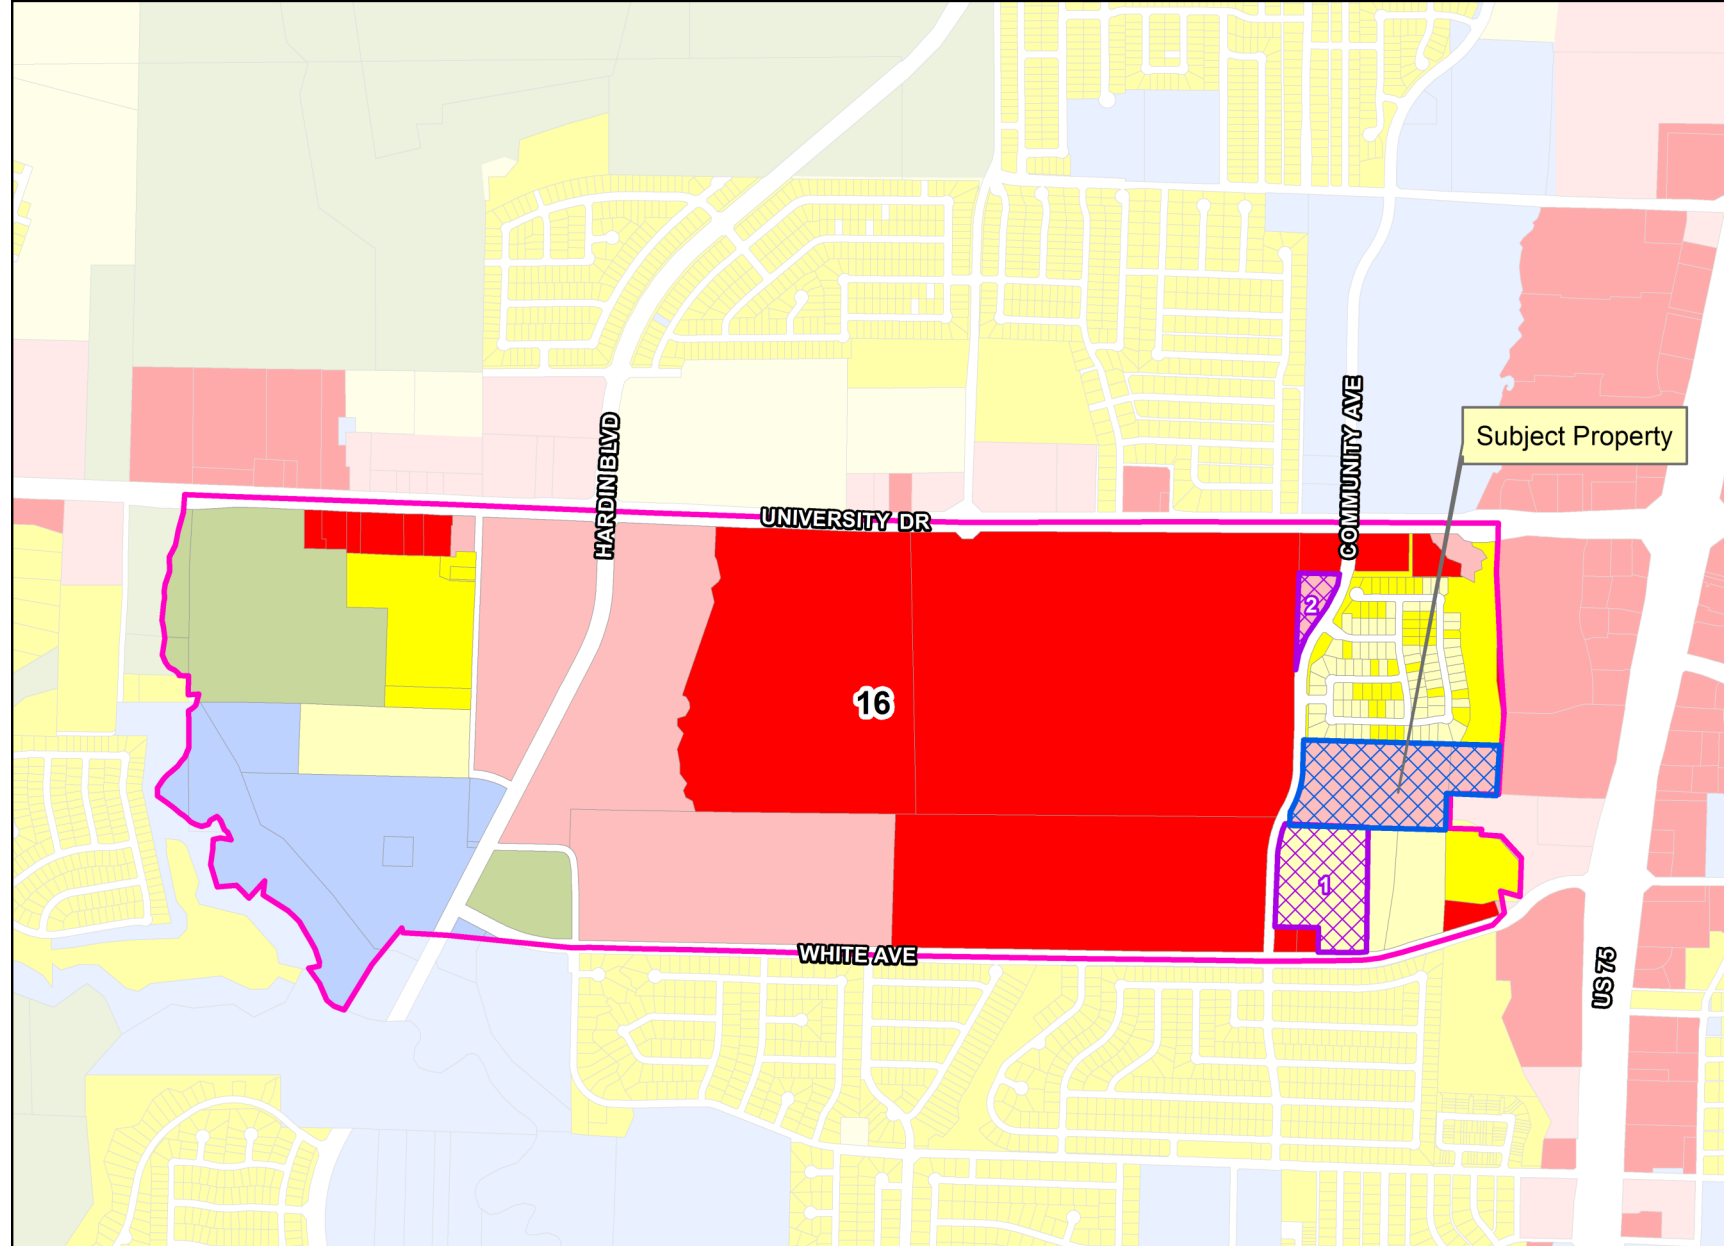 HARDIN BLVD
COMMUNITY AVE
Subject Property
UNIVERSITY DR
2
16
1
WHITE AVE
US 75